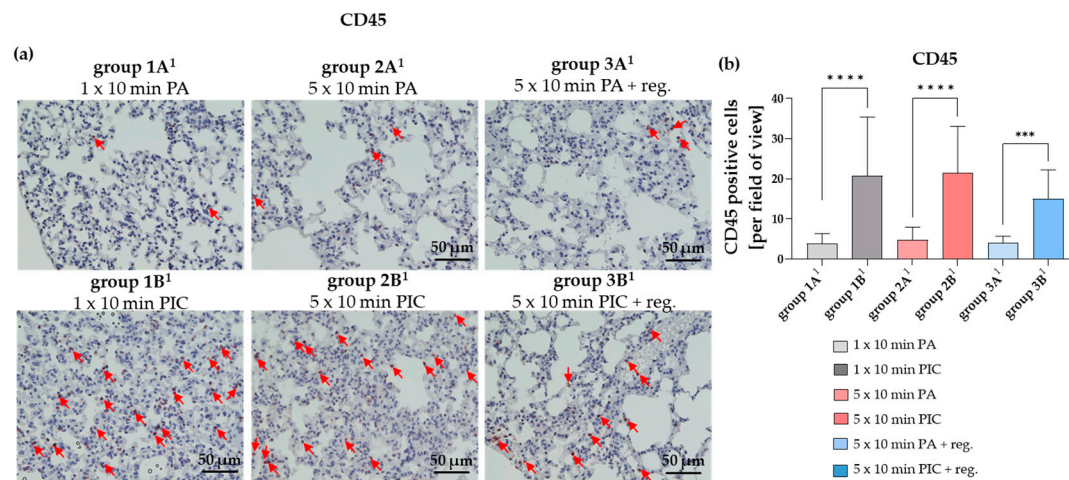 CD45
(a)
group 1A¹
1 x 10 min PA
group 2A¹
5 x 10 min PA
group 3A¹
5 x 10 min PA + reg.
50 µm
50 µm
group 1B¹
1 x 10 min PIC
group 2B¹
5 x 10 min PIC
group 3B¹
5 x 10 min PIC + reg.
50 µm
50 µm
50 µm
(b)
CD45
CD45 positive cells
[per field of view]
40
30
20
10
0
****
****
***
group 1A¹
group 1B¹
group 2A¹
group 2B¹
group 3A¹
group 3B¹
1 x 10 min PA
1 x 10 min PIC
5 x 10 min PA
5 x 10 min PIC
5 x 10 min PA + reg.
5 x 10 min PIC + reg.